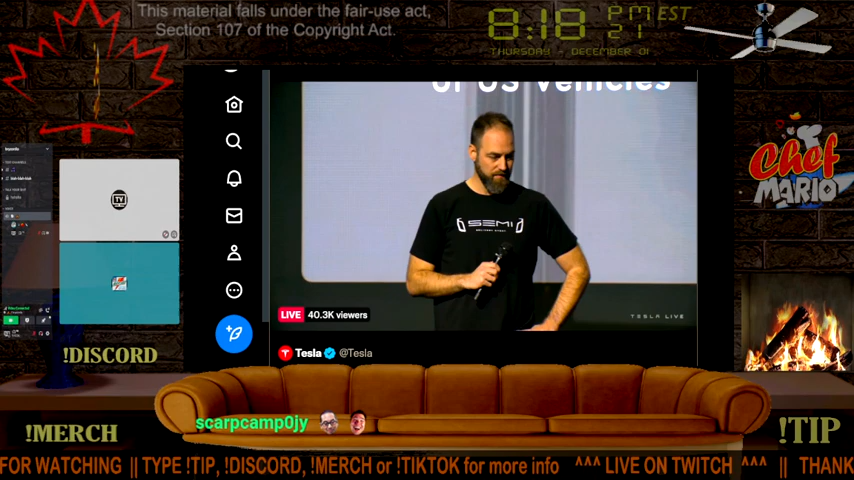 This material falls under the fair-use act,
Section 107 of the Copyright Act.
8:18 PM EST
21
THURSDAY - DECEMBER 01
of US Vehicles
Chef
MARIO
TV
SEMI
LIVE 40.3K viewers
TESLA LIVE
Tesla @Tesla
!DISCORD
scarpcamp0jy
!MERCH
!TIP
FOR WATCHING || TYPE !TIP, !DISCORD, !MERCH or !TIKTOK for more info ^^^ LIVE ON TWITCH ^^^ || THANK